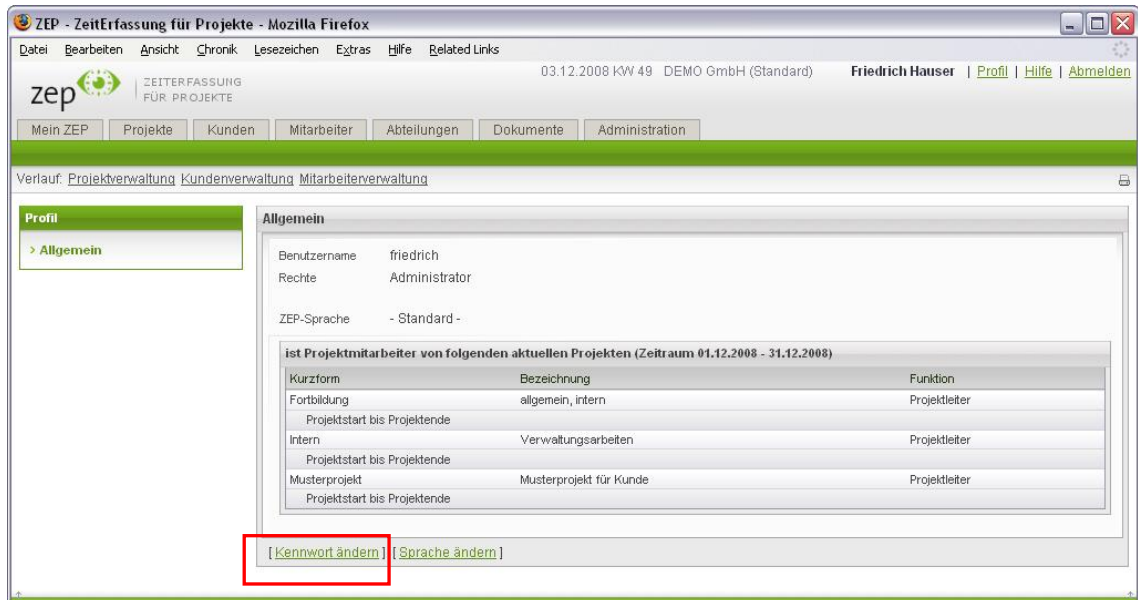 ZEP - ZeitErfassung für Projekte - Mozilla Firefox
Datei Bearbeiten Ansicht Chronik Lesezeichen Extras Hilfe Related Links
03.12.2008 KW 49 DEMO GmbH (Standard) Friedrich Hauser | Profil | Hilfe | Abmelden
zep ZEITERFASSUNG
FÜR PROJEKTE
Mein ZEP Projekte Kunden Mitarbeiter Abteilungen Dokumente Administration
Verlauf: Projektverwaltung Kundenverwaltung Mitarbeiterverwaltung
Profil
> Allgemein
Allgemein
Benutzername friedrich
Rechte Administrator
ZEP-Sprache - Standard -
ist Projektmitarbeiter von folgenden aktuellen Projekten (Zeitraum 01.12.2008 - 31.12.2008)
Kurzform Bezeichnung Funktion
Fortbildung allgemein, intern Projektleiter
Projektstart bis Projektende
Intern Verwaltungsarbeiten Projektleiter
Projektstart bis Projektende
Musterprojekt Musterprojekt für Kunde Projektleiter
Projektstart bis Projektende
[ Kennwort ändern ] [ Sprache ändern ]